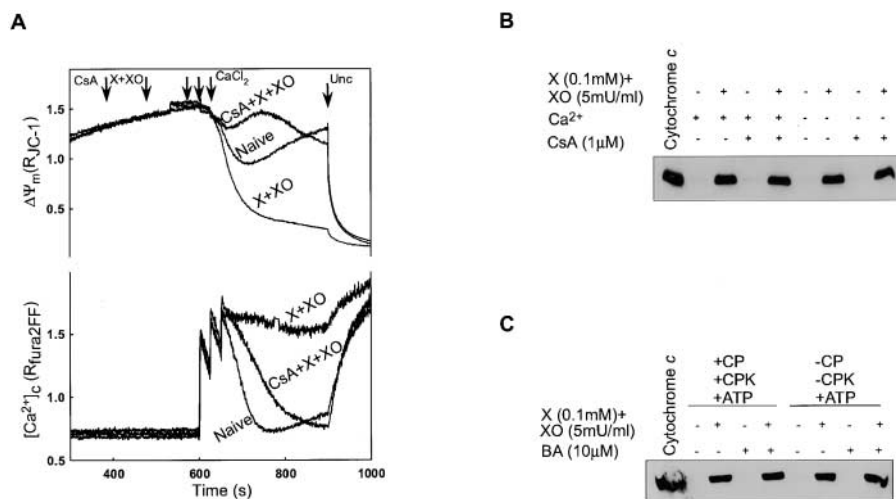 A
CsA X+XO CaCl2 Unc
1.5
1.0
0.5
ΔΨm(RJC-1)
CsA+X+XO
Naive
X+XO
1.5
1.0
0.5
[Ca2+]c (Rfura2FF)
X+XO
CsA+X+XO
Naive
400 600 800 1000
Time (s)
B
Cytochrome c
X (0.1mM)+
XO (5mU/ml) - + - + - + - +
Ca2+ + + + + - - - -
CsA (1μM) - - + + - - + +
C
Cytochrome c
+CP -CP
+CPK -CPK
+ATP +ATP
X (0.1mM)+
XO (5mU/ml) - + - + - + - +
BA (10μM) - - + + - - + +